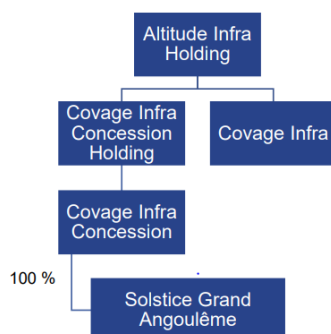 Altitude Infra
Holding
Covage Infra
Concession
Holding
Covage Infra
Covage Infra
Concession
100 %
Solstice Grand
Angoulême